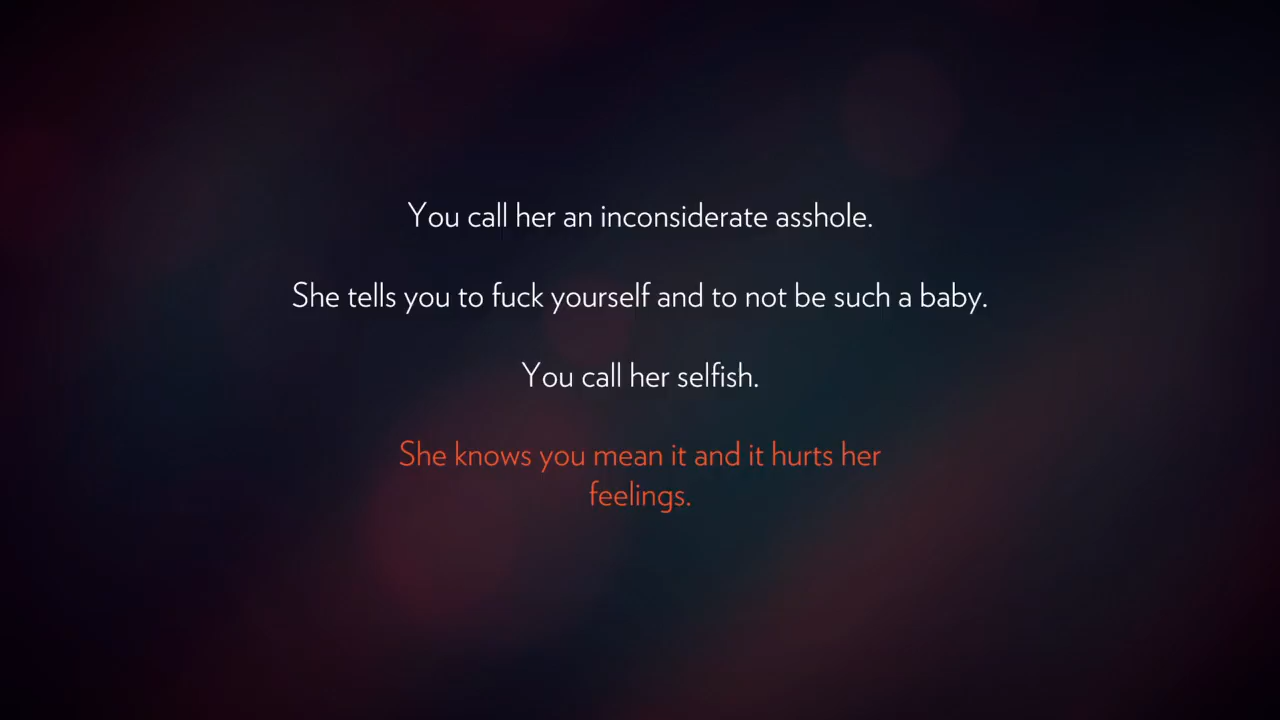 You call her an inconsiderate asshole.
She tells you to fuck yourself and to not be such a baby.
You call her selfish.
She knows you mean it and it hurts her
feelings.